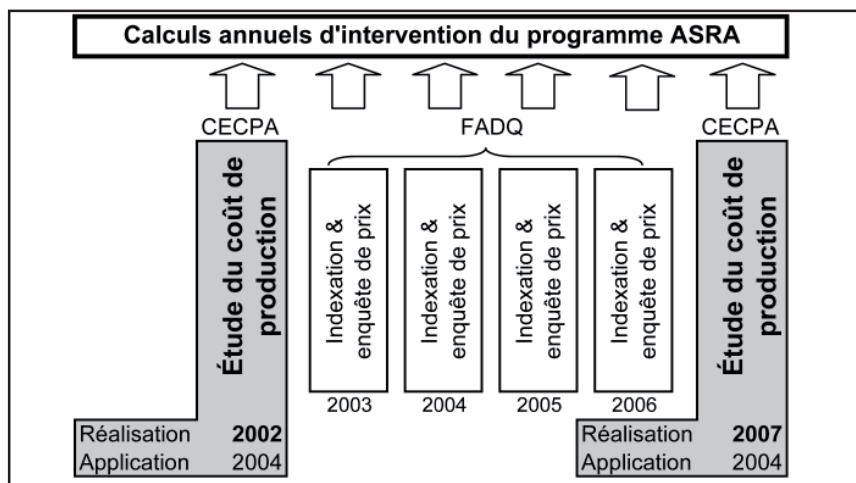 Calculs annuels d'intervention du programme ASRA
CECPA
FADQ
CECPA
Étude du coût de
production
Indexation &
enquête de prix
Indexation &
enquête de prix
Indexation &
enquête de prix
Indexation &
enquête de prix
Étude du coût de
production
2003
2004
2005
2006
Réalisation 2002
Application 2004
Réalisation 2007
Application 2004